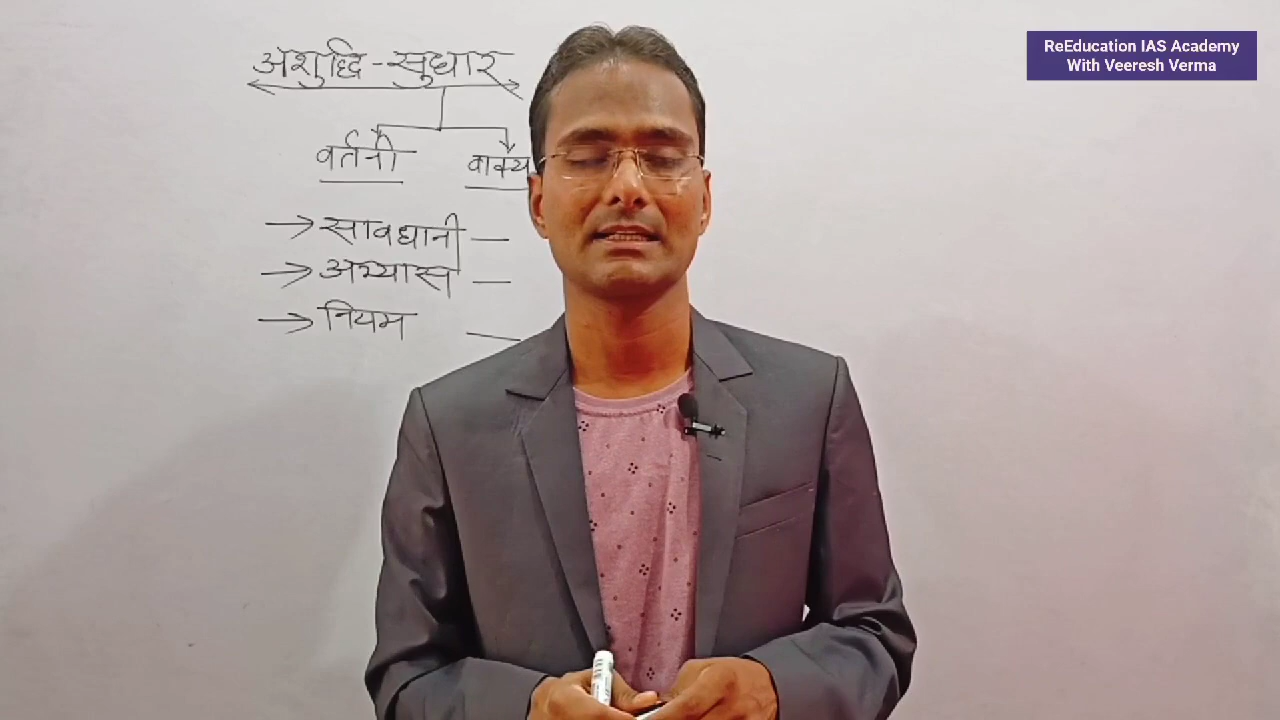 अशुद्धि - सुधार
वर्तनी वाक्य
→ सावधानी —
→ अभ्यास —
→ नियम —
ReEducation IAS Academy
With Veeresh Verma